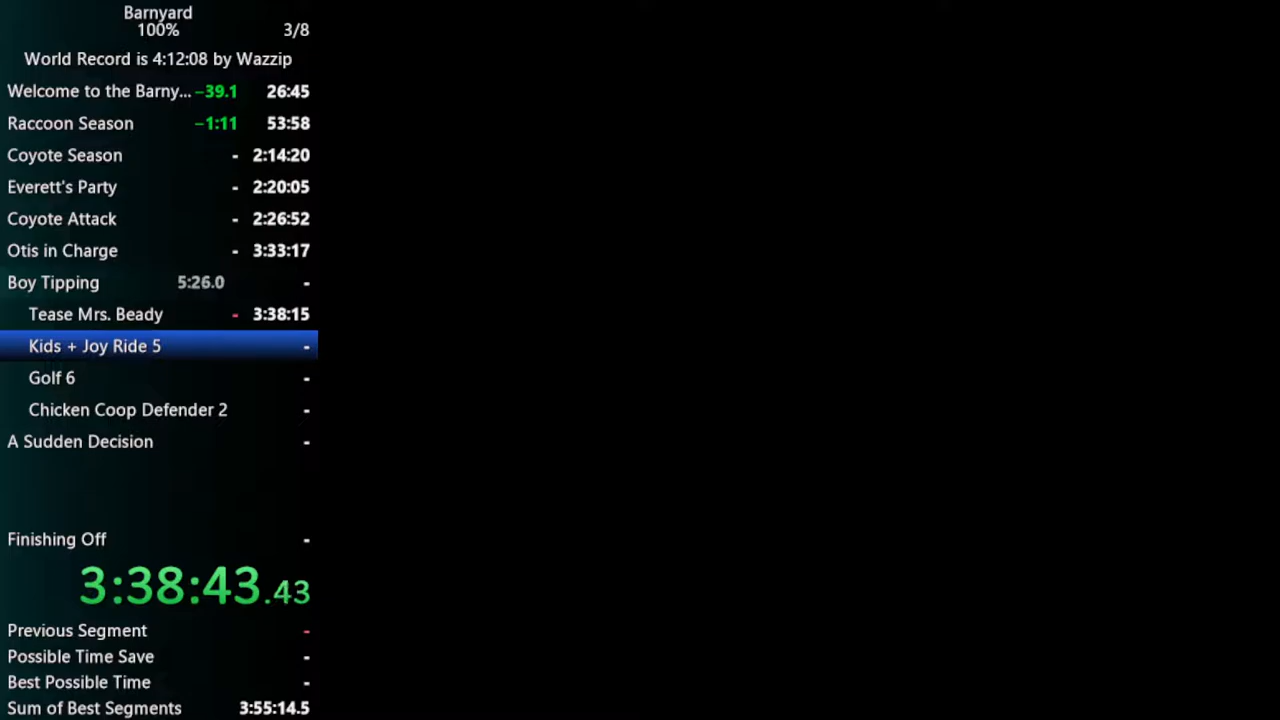 Barnyard
100% 3/8
World Record is 4:12:08 by Wazzip
Welcome to the Barny... −39.1 26:45
Raccoon Season −1:11 53:58
Coyote Season - 2:14:20
Everett's Party - 2:20:05
Coyote Attack - 2:26:52
Otis in Charge - 3:33:17
Boy Tipping 5:26.0 -
Tease Mrs. Beady - 3:38:15
Kids + Joy Ride 5 -
Golf 6 -
Chicken Coop Defender 2 -
A Sudden Decision -
Finishing Off -
3:38:43.43
Previous Segment -
Possible Time Save -
Best Possible Time -
Sum of Best Segments 3:55:14.5